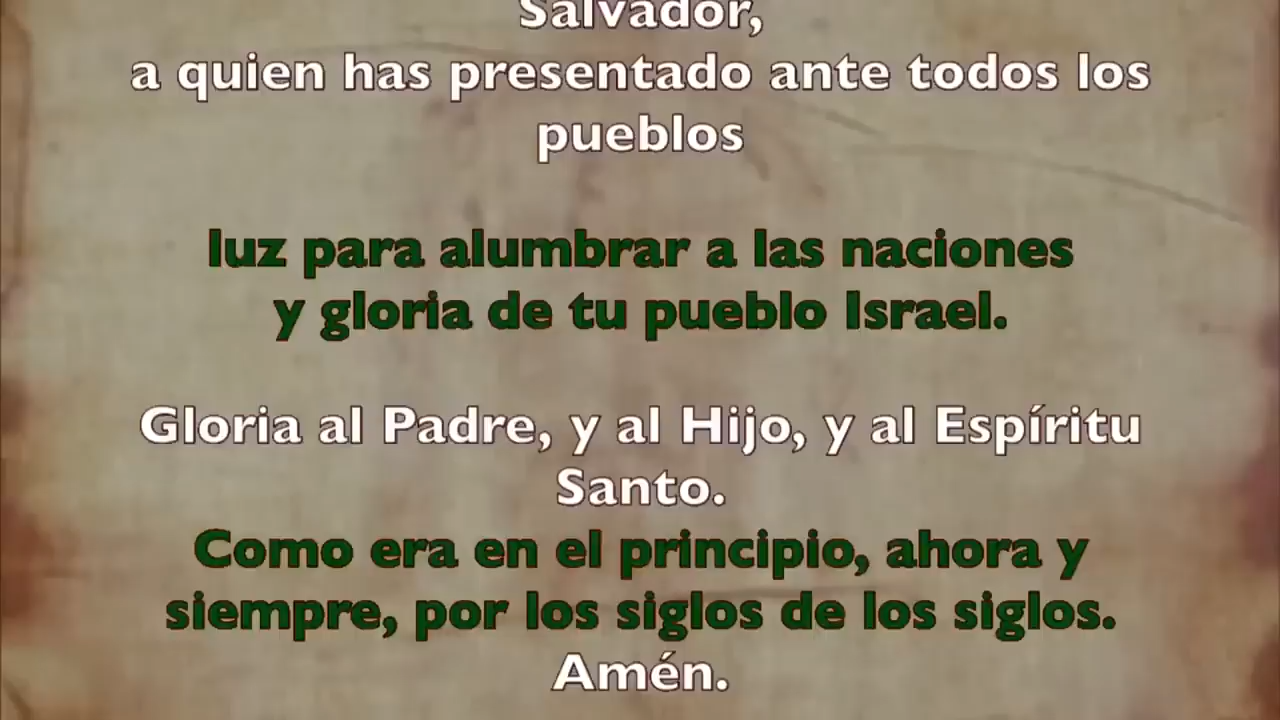 Salvador,
a quien has presentado ante todos los
pueblos
luz para alumbrar a las naciones
y gloria de tu pueblo Israel.
Gloria al Padre, y al Hijo, y al Espíritu
Santo.
Como era en el principio, ahora y
siempre, por los siglos de los siglos.
Amén.